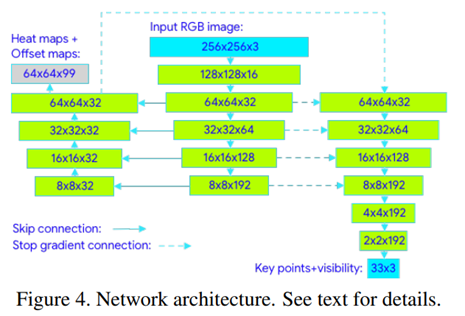 Heat maps +
Offset maps:
Input RGB image:
256x256x3
64x64x99
128x128x16
64x64x32
64x64x32
64x64x32
32x32x32
32x32x64
32x32x64
16x16x32
16x16x128
16x16x128
8x8x32
8x8x192
8x8x192
4x4x192
2x2x192
Skip connection:
Stop gradient connection:
Key points+visibility:
33x3
Figure 4. Network architecture. See text for details.